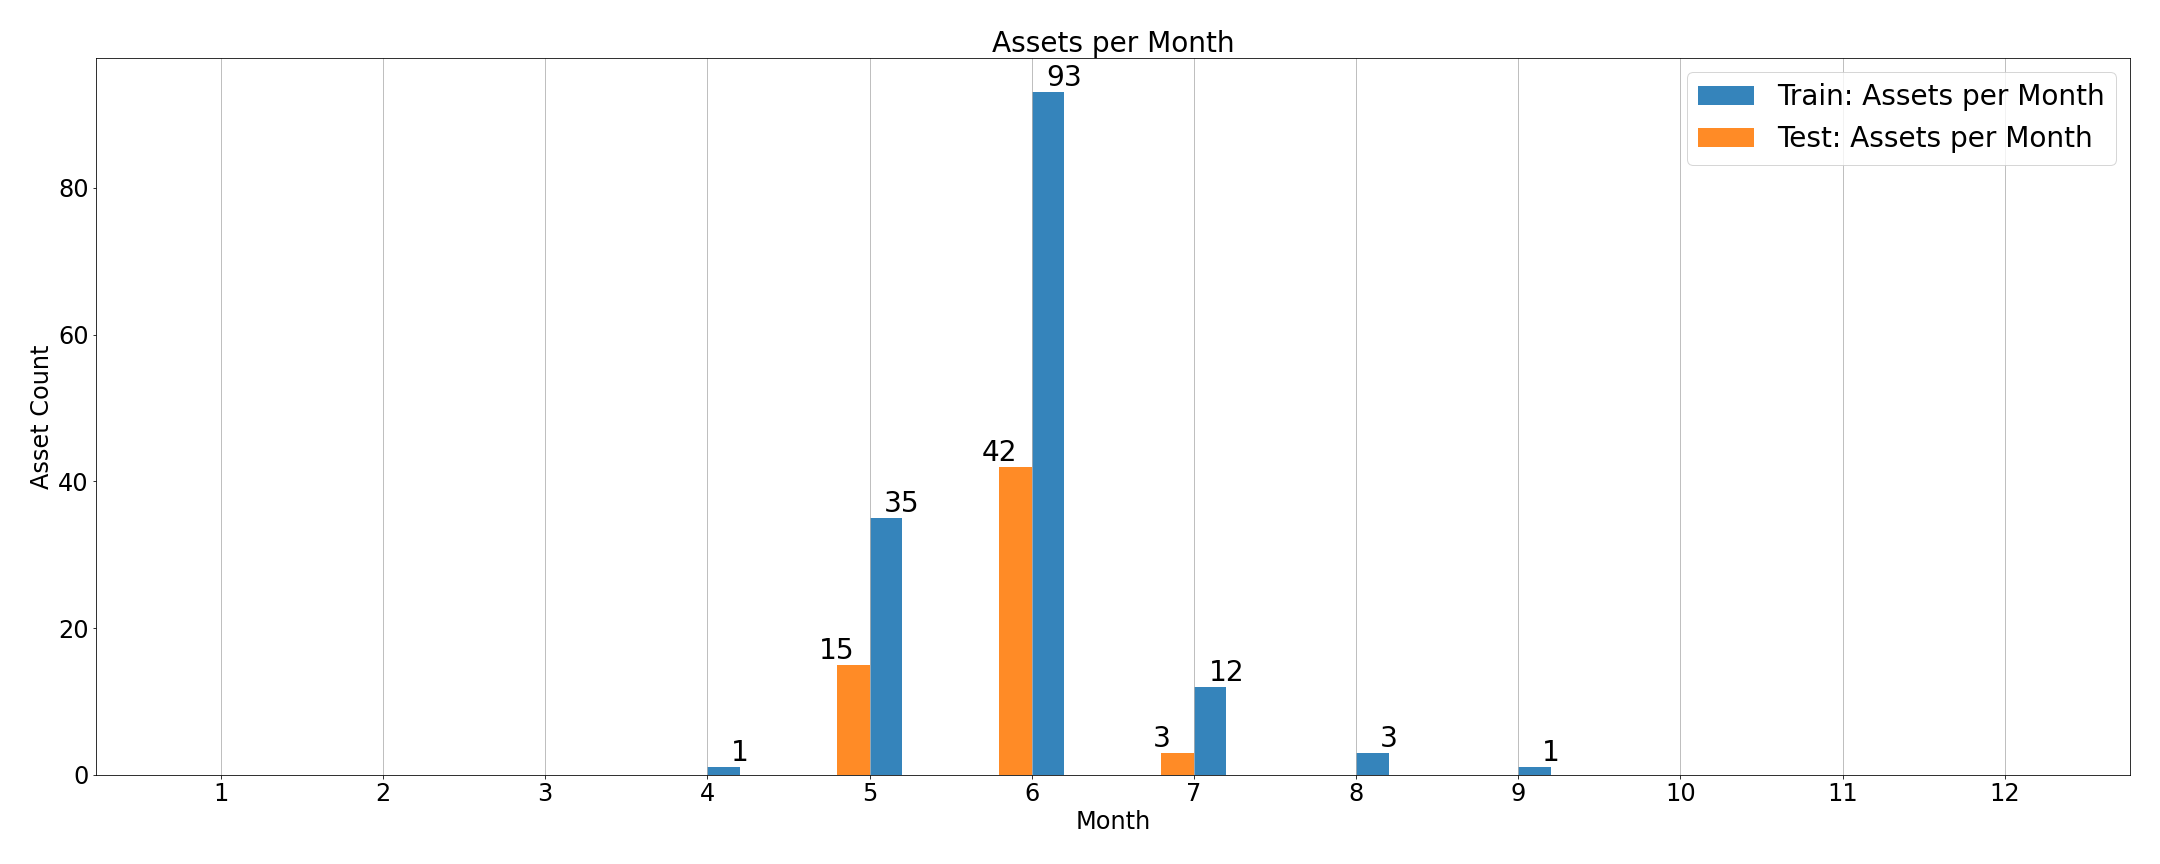 Assets per Month
Train: Assets per Month
Test: Assets per Month
Asset Count
80
60
40
20
0
1
15
35
42
93
3
12
3
1
1 2 3 4 5 6 7 8 9 10 11 12
Month